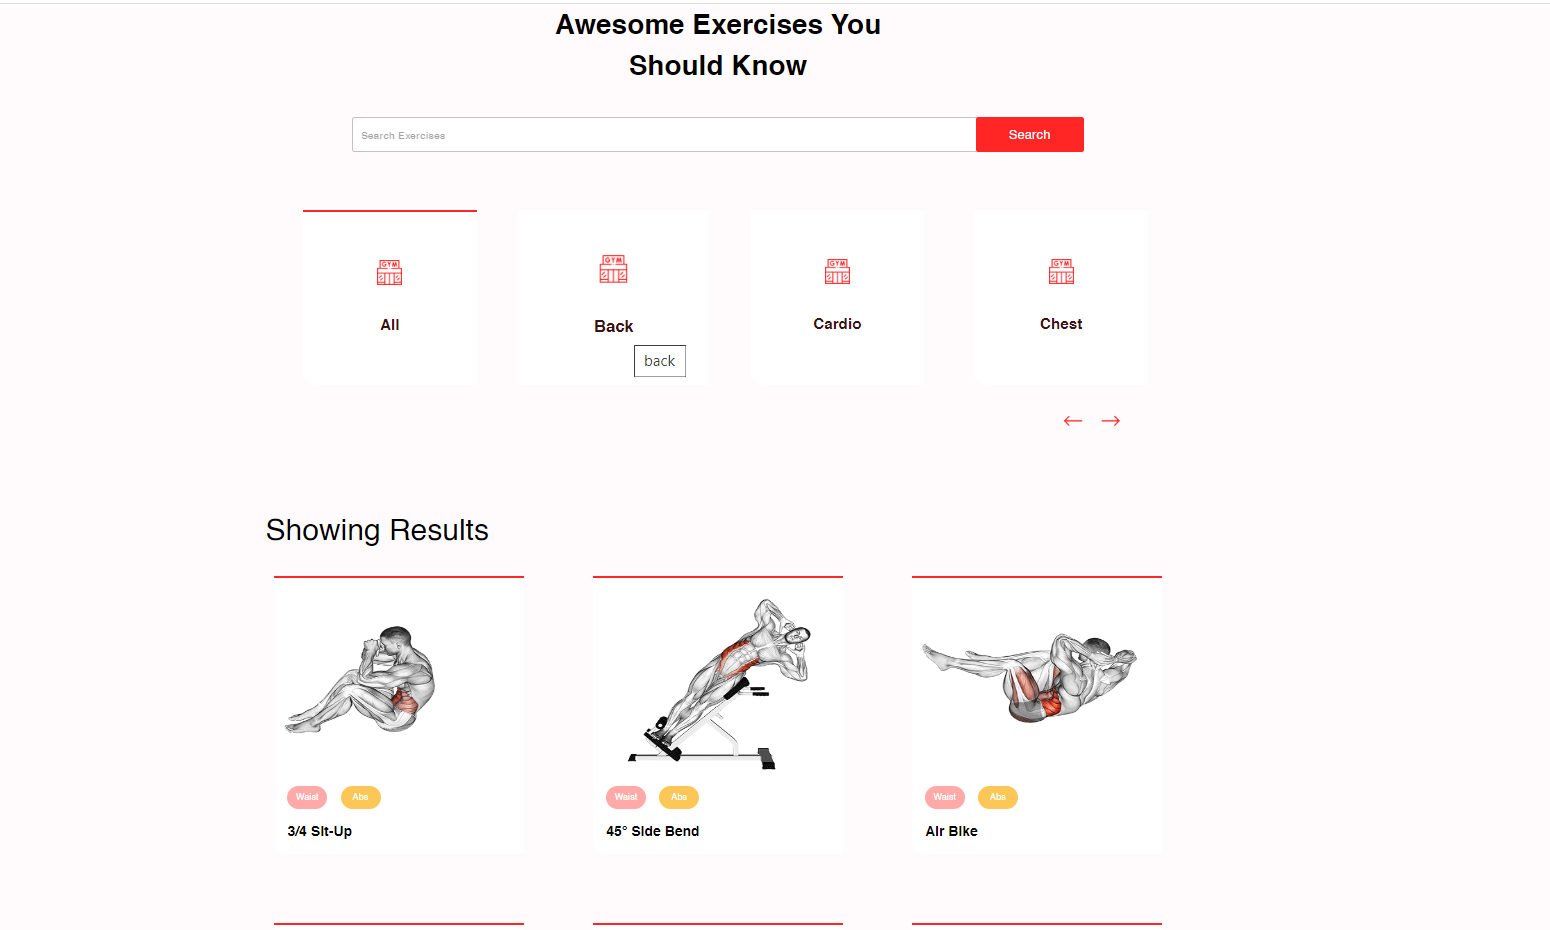 Awesome Exercises You
Should Know
Search Exercises
Search
GYM GYM GYM GYM
All Back Cardio Chest
back
Showing Results
Waist Abs Waist Abs Waist Abs
3/4 Sit-Up 45° Side Bend Air Bike